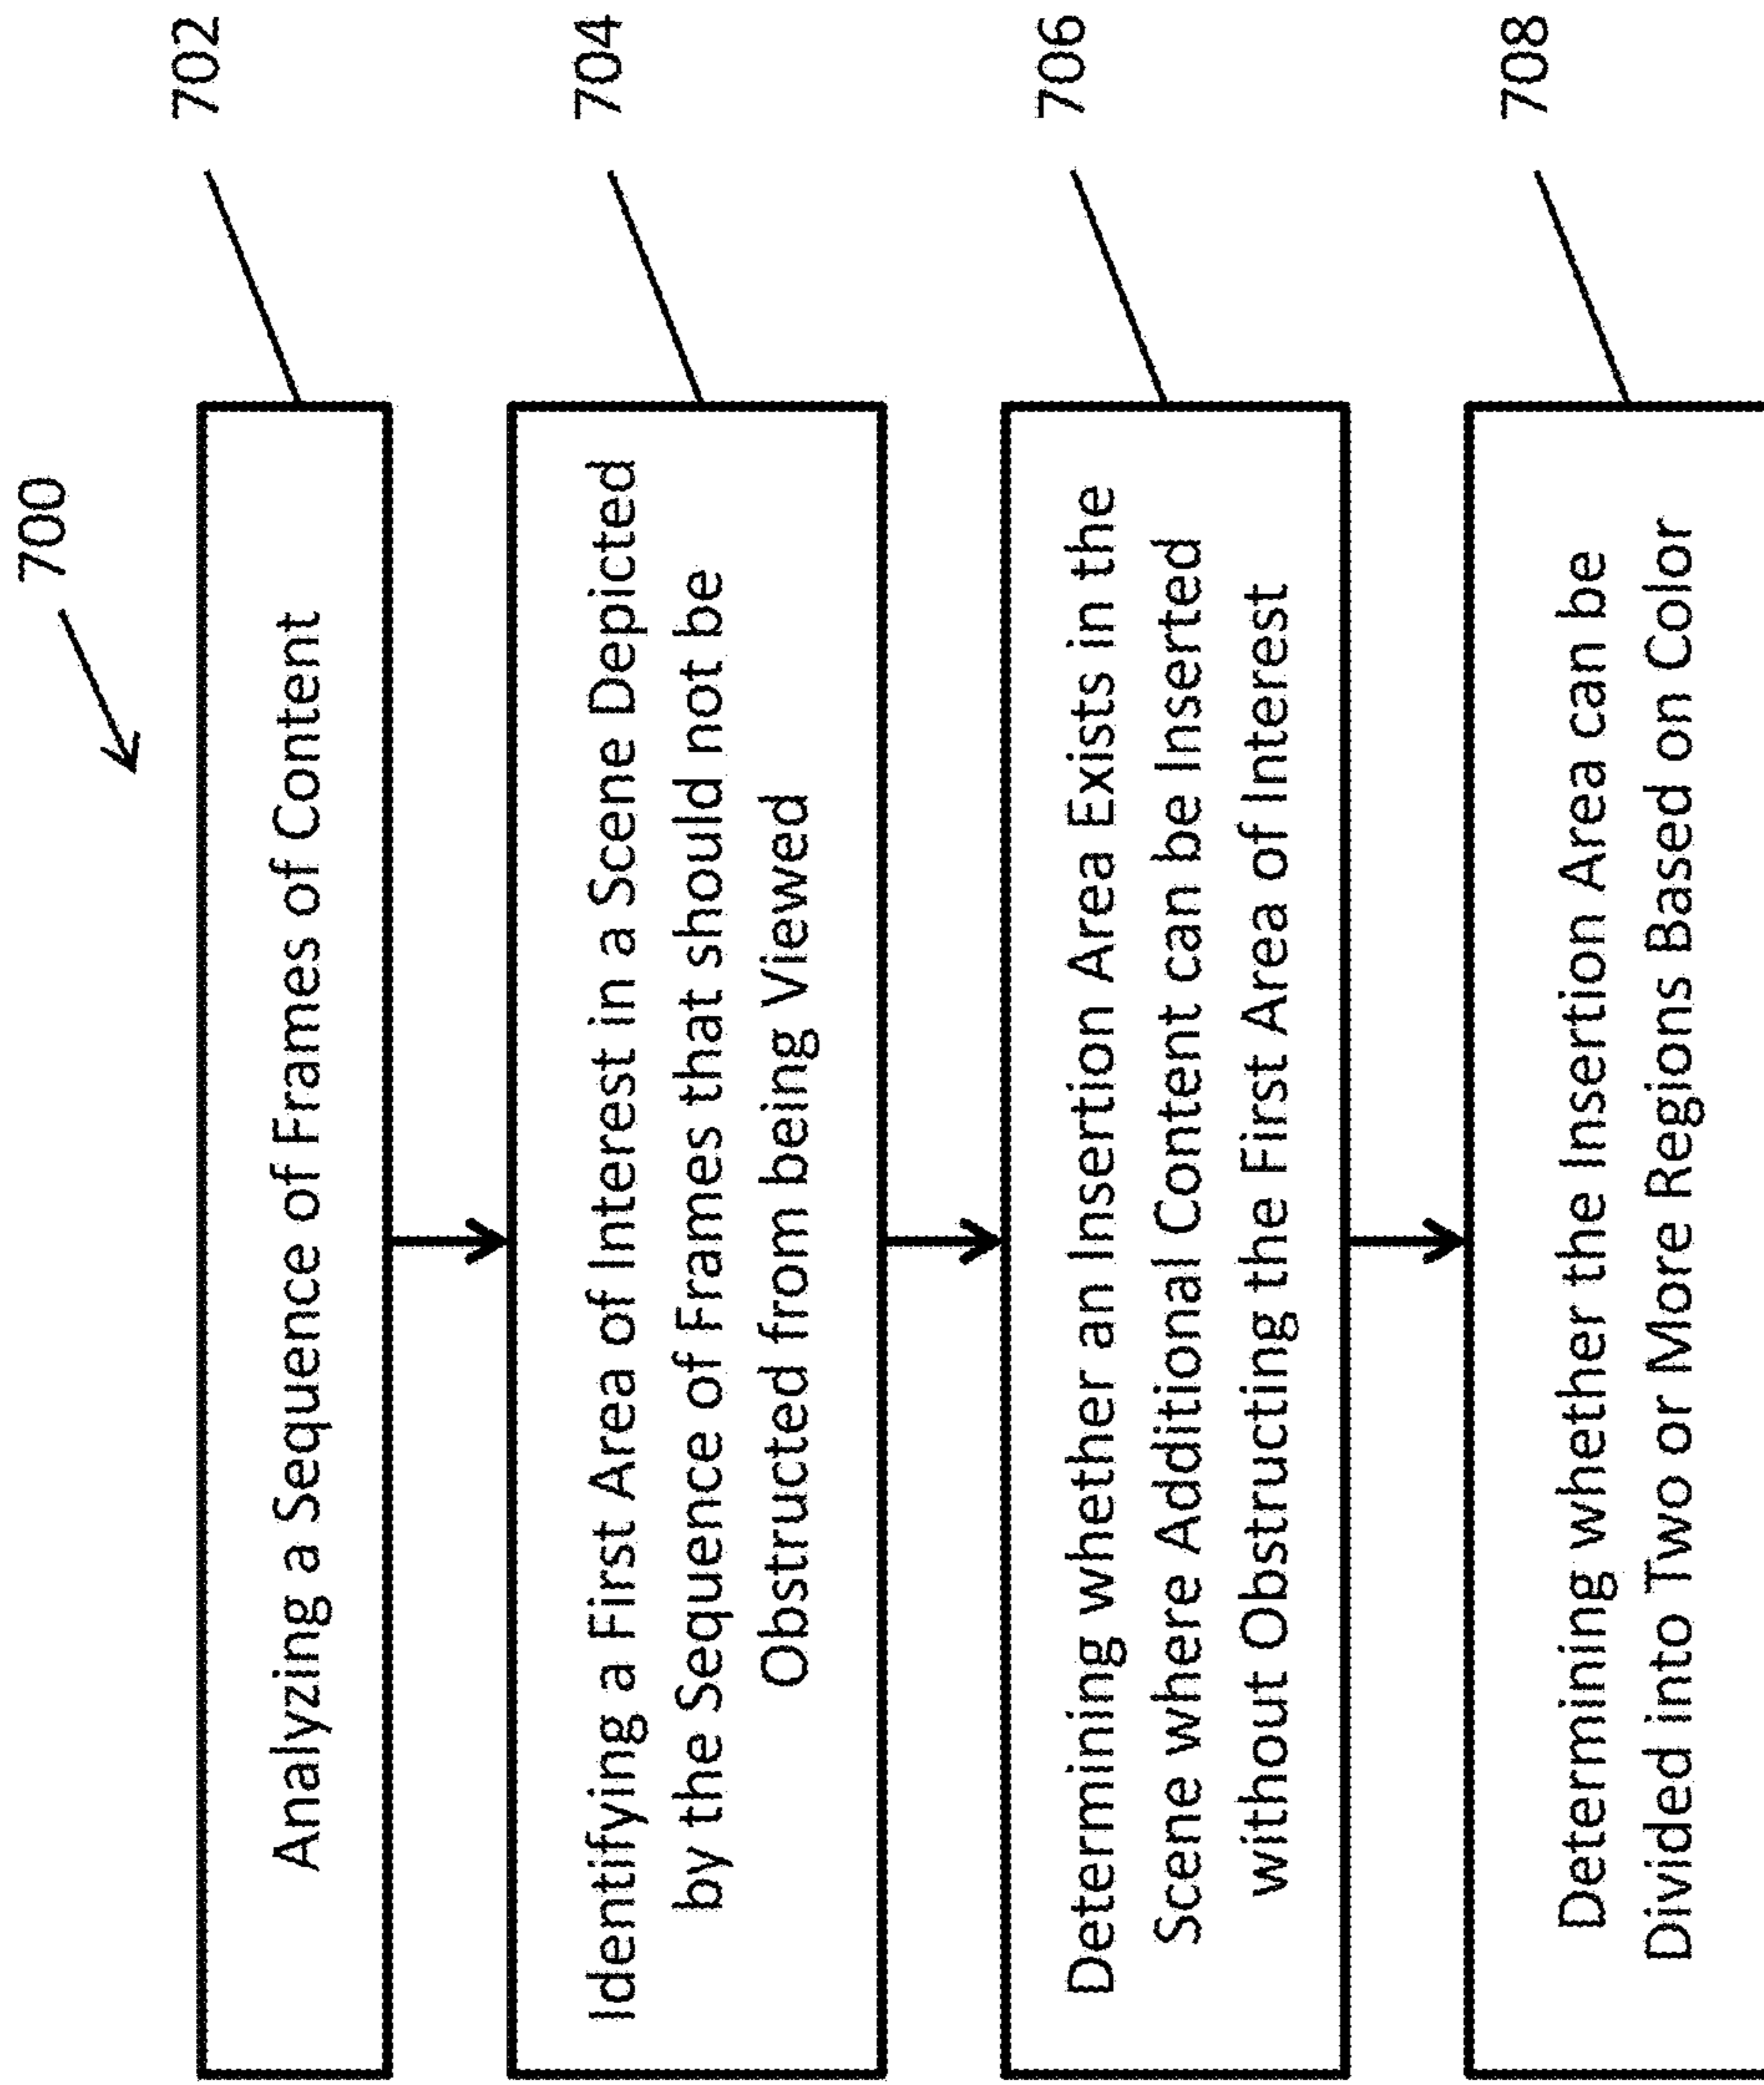 700
702
Analyzing a Sequence of Frames of Content
704
Identifying a First Area of Interest in a Scene Depicted
by the Sequence of Frames that should not be
Obstructed from being Viewed
706
Determining whether an Insertion Area Exists in the
Scene where Additional Content can be Inserted
without Obstructing the First Area of Interest
708
Determining whether the Insertion Area can be
Divided into Two or More Regions Based on Color